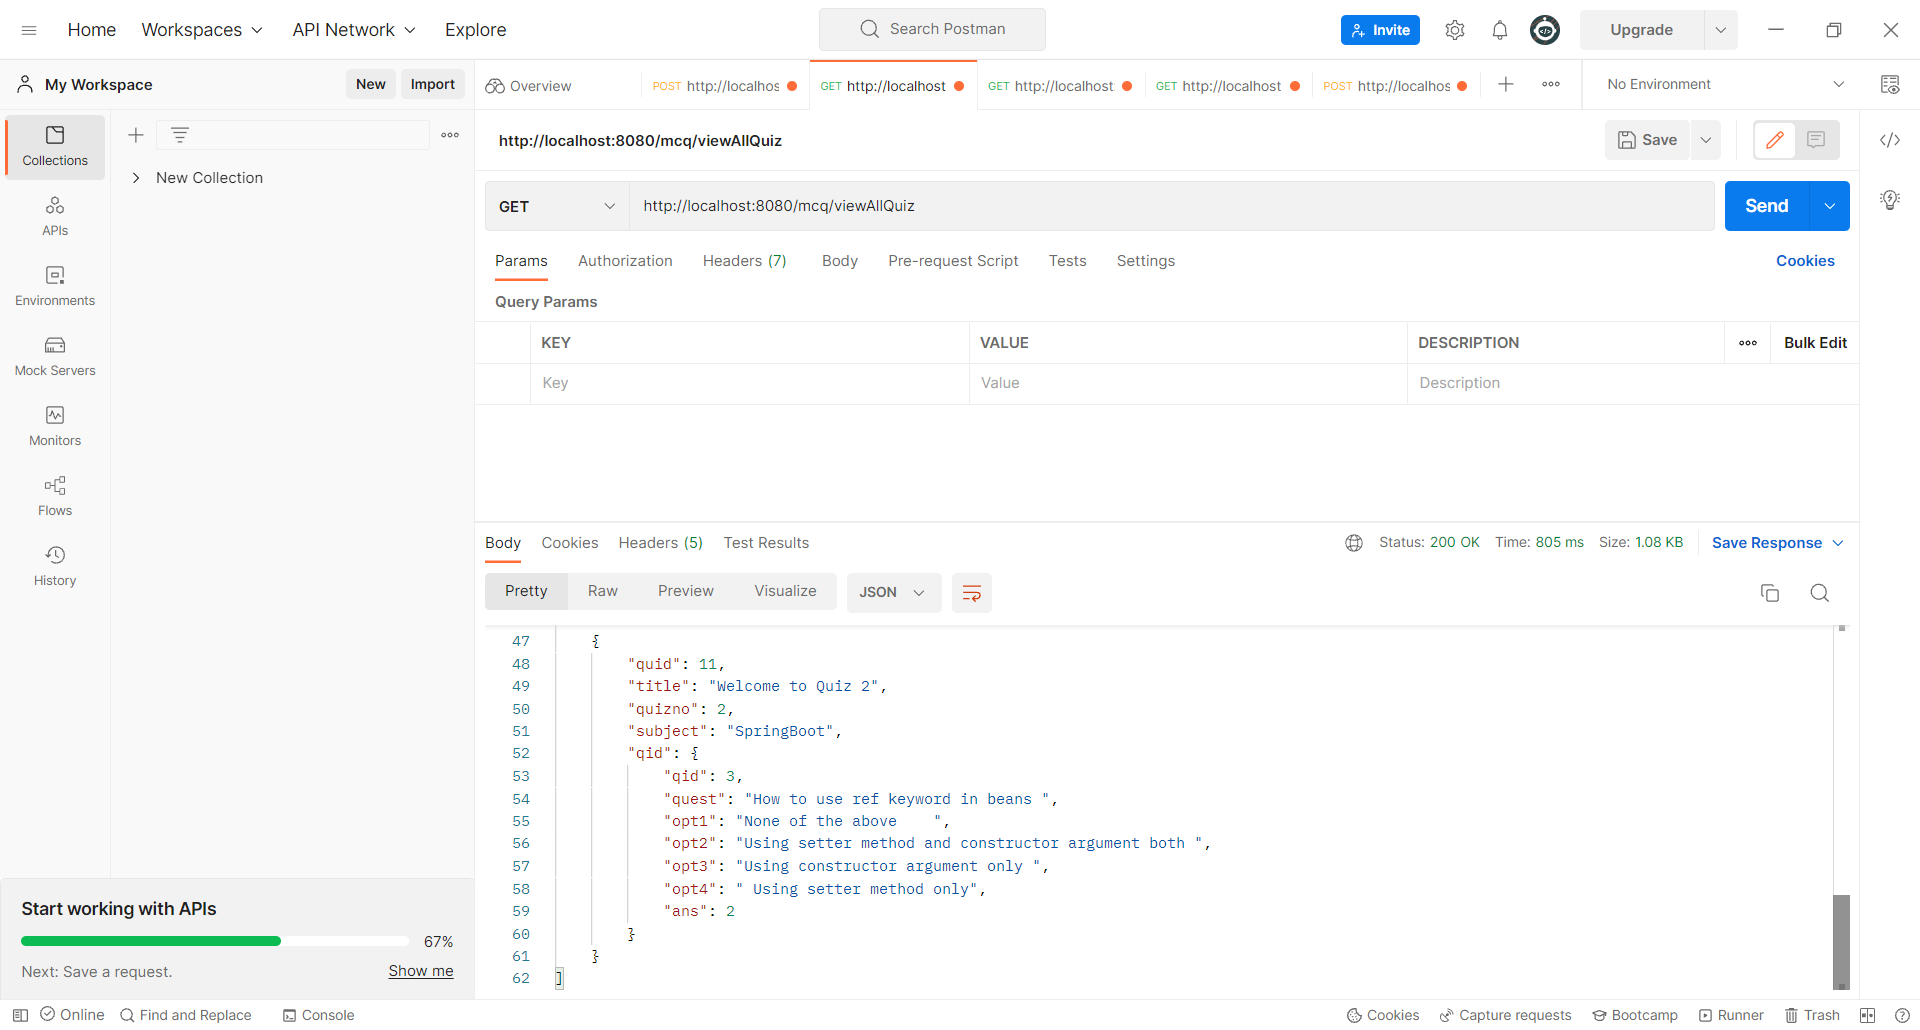 Home Workspaces API Network Explore Search Postman Invite Upgrade
My Workspace New Import Overview POST http://localhos GET http://localhost GET http://localhost: GET http://localhost POST http://localhos No Environment
Collections
APIs
Environments
Mock Servers
Monitors
Flows
History
New Collection
http://localhost:8080/mcq/viewAllQuiz Save
GET http://localhost:8080/mcq/viewAllQuiz Send
Params Authorization Headers (7) Body Pre-request Script Tests Settings Cookies
Query Params
KEY VALUE DESCRIPTION Bulk Edit
Key Value Description
Body Cookies Headers (5) Test Results Status: 200 OK Time: 805 ms Size: 1.08 KB Save Response
Pretty Raw Preview Visualize JSON
47 {
48 "quid": 11,
49 "title": "Welcome to Quiz 2",
50 "quizno": 2,
51 "subject": "SpringBoot",
52 "qid": {
53 "qid": 3,
54 "quest": "How to use ref keyword in beans ",
55 "opt1": "None of the above    ",
56 "opt2": "Using setter method and constructor argument both ",
57 "opt3": "Using constructor argument only ",
58 "opt4": " Using setter method only",
59 "ans": 2
60 }
61 }
62 ]
Start working with APIs
67%
Next: Save a request. Show me
Online Find and Replace Console Cookies Capture requests Bootcamp Runner Trash